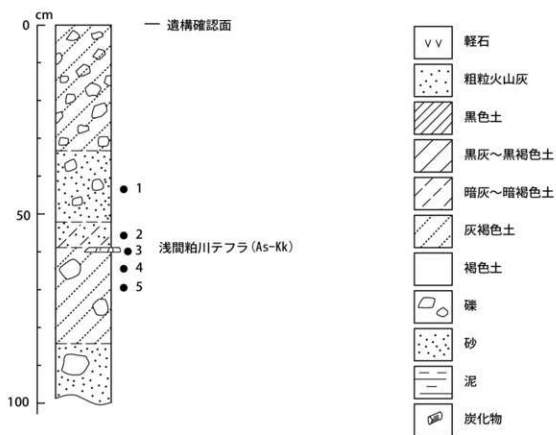 cm
0
50
100
遺構確認面
1
2
3
4
5
浅間粕川テフラ(As-Kk)
軽石
粗粒火山灰
黒色土
黒灰～黒褐色土
暗灰～暗褐色土
灰褐色土
褐色土
礫
砂
泥
炭化物